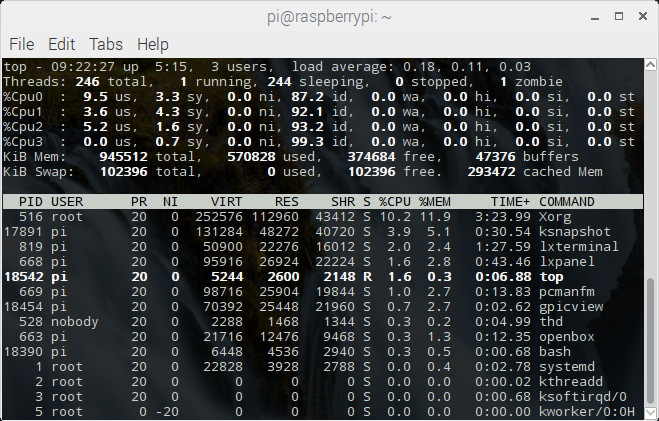 pi@raspberrypi: ~
File Edit Tabs Help
top - 09:22:27 up  5:15,  3 users,  load average: 0.18, 0.11, 0.03
Threads: 246 total,   1 running, 244 sleeping,   0 stopped,   1 zombie
%Cpu0  :  9.5 us,  3.3 sy,  0.0 ni, 87.2 id,  0.0 wa,  0.0 hi,  0.0 si,  0.0 st
%Cpu1  :  3.6 us,  4.3 sy,  0.0 ni, 92.1 id,  0.0 wa,  0.0 hi,  0.0 si,  0.0 st
%Cpu2  :  5.2 us,  1.6 sy,  0.0 ni, 93.2 id,  0.0 wa,  0.0 hi,  0.0 si,  0.0 st
%Cpu3  :  0.0 us,  0.7 sy,  0.0 ni, 99.3 id,  0.0 wa,  0.0 hi,  0.0 si,  0.0 st
KiB Mem:    945512 total,   570828 used,   374684 free,    47376 buffers
KiB Swap:   102396 total,        0 used,   102396 free.   293472 cached Mem
PID USER      PR  NI    VIRT    RES    SHR S %CPU %MEM     TIME+ COMMAND
516 root      20   0  252576 112960  43412 S 10.2 11.9   3:23.99 Xorg
17891 pi        20   0  131284  48272  40720 S  3.9  5.1   0:30.54 ksnapshot
819 pi        20   0   50900  22276  16012 S  2.0  2.4   1:27.59 lxterminal
668 pi        20   0   95916  26924  22224 S  1.6  2.8   0:43.46 lxpanel
18542 pi        20   0    5244   2600   2148 R  1.6  0.3   0:06.88 top
669 pi        20   0   98716  25904  19844 S  1.0  2.7   0:13.83 pcmanfm
18454 pi        20   0   70392  25448  21960 S  0.7  2.7   0:02.62 gpicview
528 nobody    20   0    2288   1468   1344 S  0.3  0.2   0:04.99 thd
663 pi        20   0   21716  12476   9468 S  0.3  1.3   0:12.35 openbox
18390 pi        20   0    6448   4536   2940 S  0.3  0.5   0:00.68 bash
1 root      20   0   22828   3928   2788 S  0.0  0.4   0:02.78 systemd
2 root      20   0       0      0      0 S  0.0  0.0   0:00.02 kthreadd
3 root      20   0       0      0      0 S  0.0  0.0   0:00.68 ksoftirqd/0
5 root       0 -20       0      0      0 S  0.0  0.0   0:00.00 kworker/0:0H